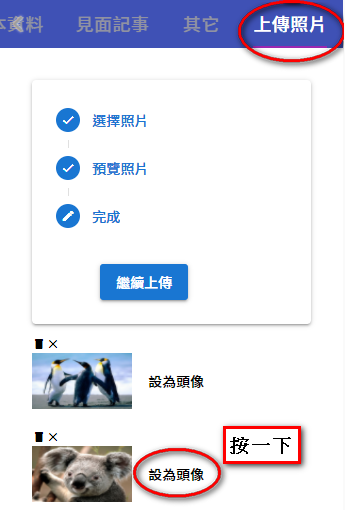 本資料 見面記事 其它 上傳照片
選擇照片
預覽照片
完成
繼續上傳
設為頭像
按一下
設為頭像